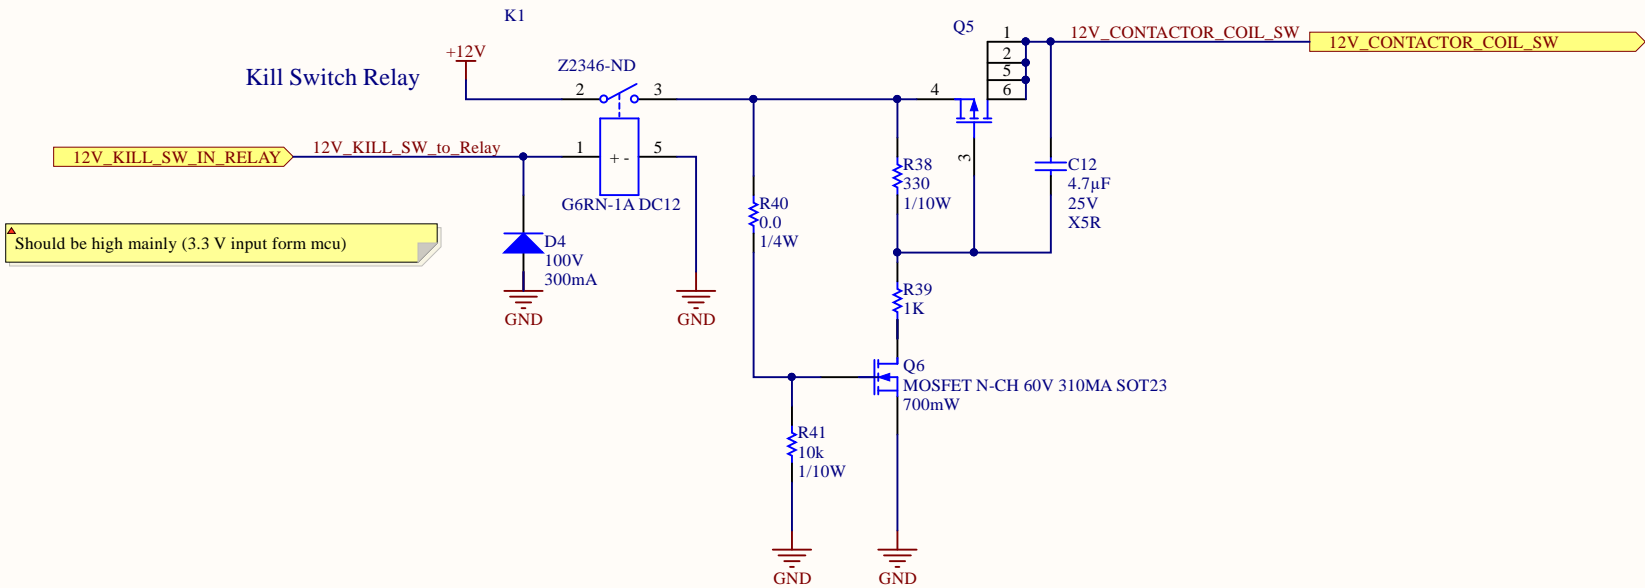 K1
Q5
1
12V_CONTACTOR_COIL_SW
12V_CONTACTOR_COIL_SW
+12V
2
Kill Switch Relay
Z2346-ND
5
2
3
4
6
12V_KILL_SW_IN_RELAY
12V_KILL_SW_to_Relay
1
+ -
5
3
R38
330
1/10W
C12
4.7µF
25V
X5R
G6RN-1A DC12
R40
0.0
1/4W
Should be high mainly (3.3 V input form mcu)
D4
100V
300mA
R39
1K
GND
GND
Q6
MOSFET N-CH 60V 310MA SOT23
700mW
R41
10k
1/10W
GND
GND